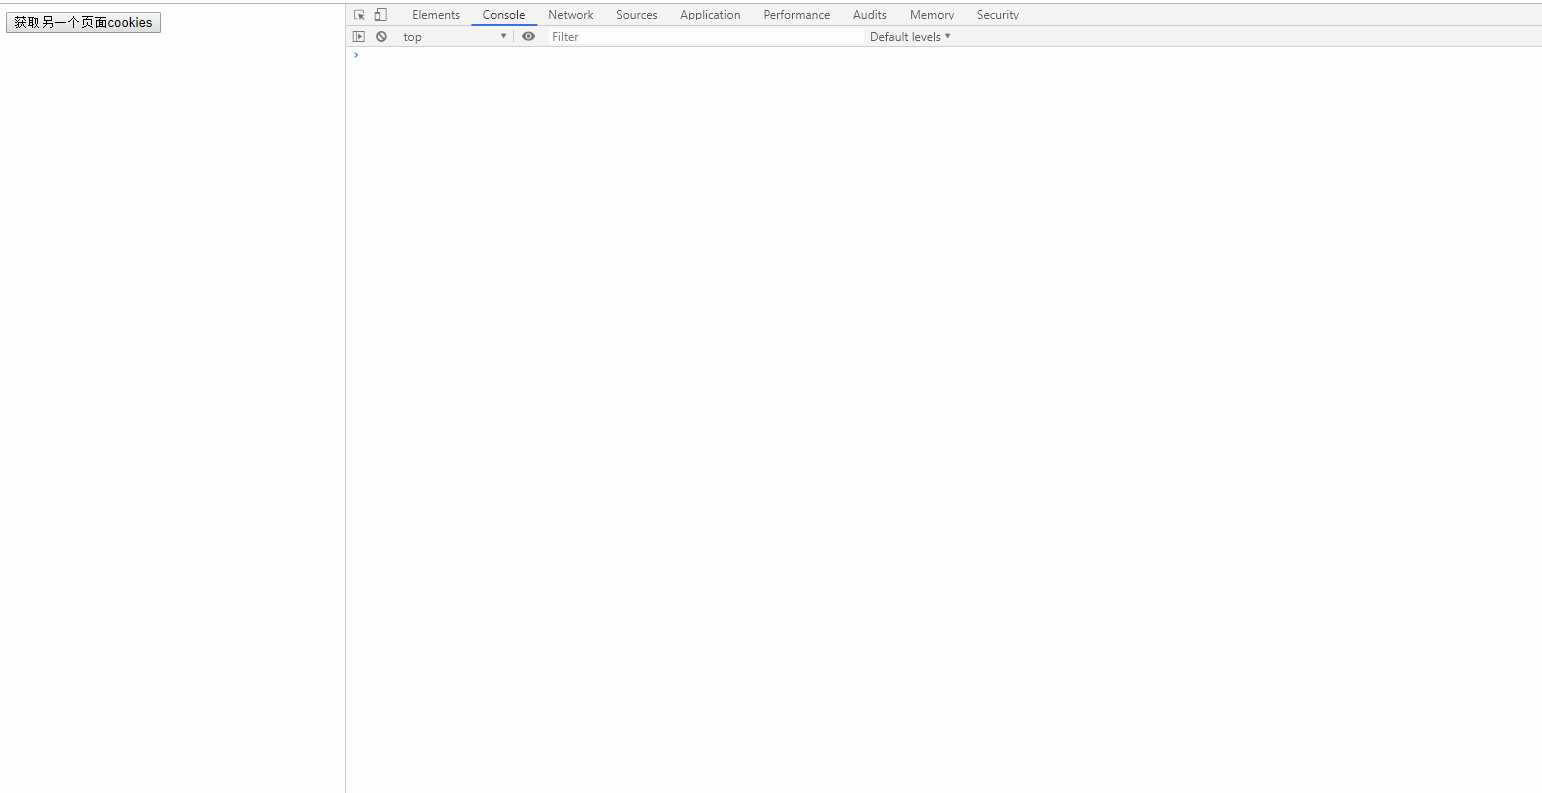 获取另一个页面cookies
Elements Console Network Sources Application Performance Audits Memory Security
top Filter Default levels